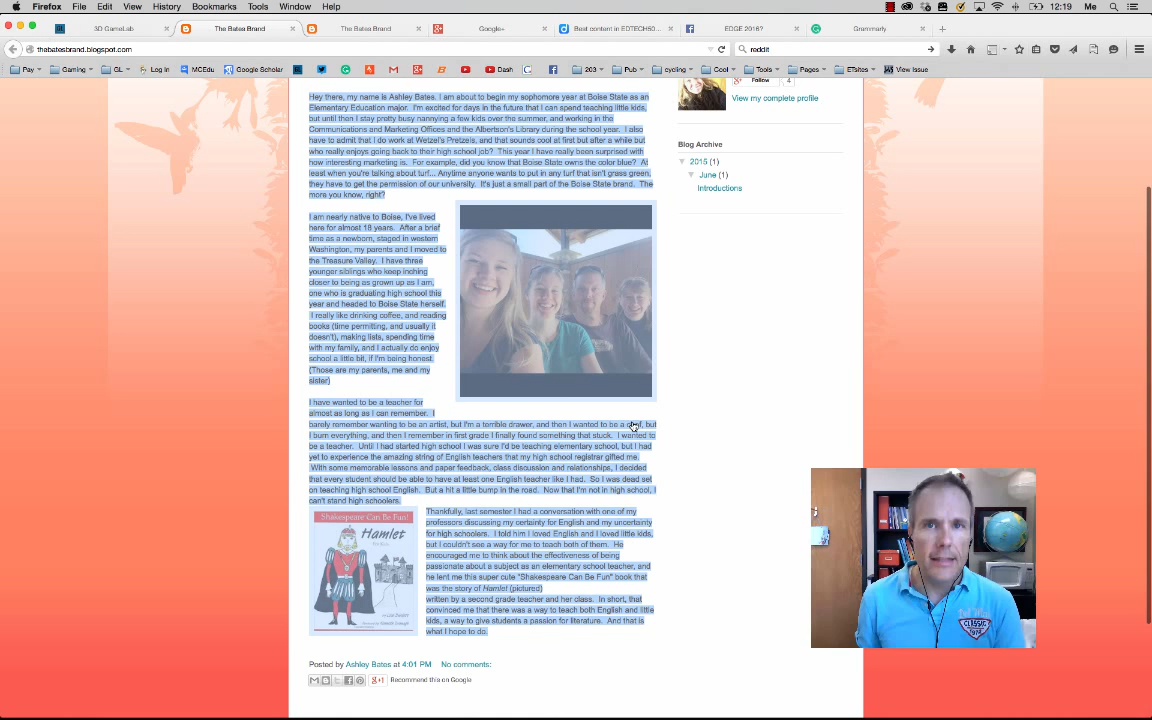 Firefox File Edit View History Bookmarks Tools Window Help 12:19 Me
3D GameLab The Bates Brand The Bates Brand Google+ Best content in EDTECH50... EDGE 2016? Grammarly
thebatesbrand.blogspot.com reddit
Pay Gaming GL Log In MCEdu Google Scholar Dash 203 Pub cycling Cool Tools Pages ETsites View Issue
Follow 4
View my complete profile
Blog Archive
2015 (1)
June (1)
Introductions
Hey there, my name is Ashley Bates. I am about to begin my sophomore year at Boise State as an
Elementary Education major. I'm excited for days in the future that I can spend teaching little kids,
but until then I stay pretty busy nannying a few kids over the summer, and working in the
Communications and Marketing Offices and the Albertson's Library during the school year. I also
have to admit that I do work at Wetzel's Pretzels, and that sounds cool at first but after a while but
who really enjoys going back to their high school job? This year I have really been surprised with
how interesting marketing is. For example, did you know that Boise State owns the color blue? At
least when you're talking about turf... Anytime anyone wants to put in any turf that isn't grass green,
they have to get the permission of our university. It's just a small part of the Boise State brand. The
more you know, right?
I am nearly native to Boise, I've lived
here for almost 18 years. After a brief
time as a newborn, staged in western
Washington, my parents and I moved to
the Treasure Valley. I have three
younger siblings who keep inching
closer to being as grown up as I am,
one who is graduating high school this
year and headed to Boise State herself.
I really like drinking coffee, and reading
books (time permitting, and usually it
doesn't), making lists, spending time
with my family, and I actually do enjoy
school a little bit, if I'm being honest.
(Those are my parents, me and my
sister)
I have wanted to be a teacher for
almost as long as I can remember. I
barely remember wanting to be an artist, but I'm a terrible drawer, and then I wanted to be a chef, but
I burn everything, and then I remember in first grade I finally found something that stuck. I wanted to
be a teacher. Until I had started high school I was sure I'd be teaching elementary school, but I had
yet to experience the amazing string of English teachers that my high school registrar gifted me.
With some memorable lessons and paper feedback, class discussion and relationships, I decided
that every student should be able to have at least one English teacher like I had. So I was dead set
on teaching high school English. But a hit a little bump in the road. Now that I'm not in high school, I
can't stand high schoolers.
Shakespeare Can Be Fun!
Hamlet
Thankfully, last semester I had a conversation with one of my
professors discussing my certainty for English and my uncertainty
for high schoolers. I told him I loved English and I loved little kids,
but I couldn't see a way for me to teach both of them. He
encouraged me to think about the effectiveness of being
passionate about a subject as an elementary school teacher, and
he lent me this super cute "Shakespeare Can Be Fun" book that
was the story of Hamlet (pictured)
written by a second grade teacher and her class. In short, that
convinced me that there was a way to teach both English and little
kids, a way to give students a passion for literature. And that is
what I hope to do.
Posted by Ashley Bates at 4:01 PM No comments:
g+1 Recommend this on Google
CLASSIC